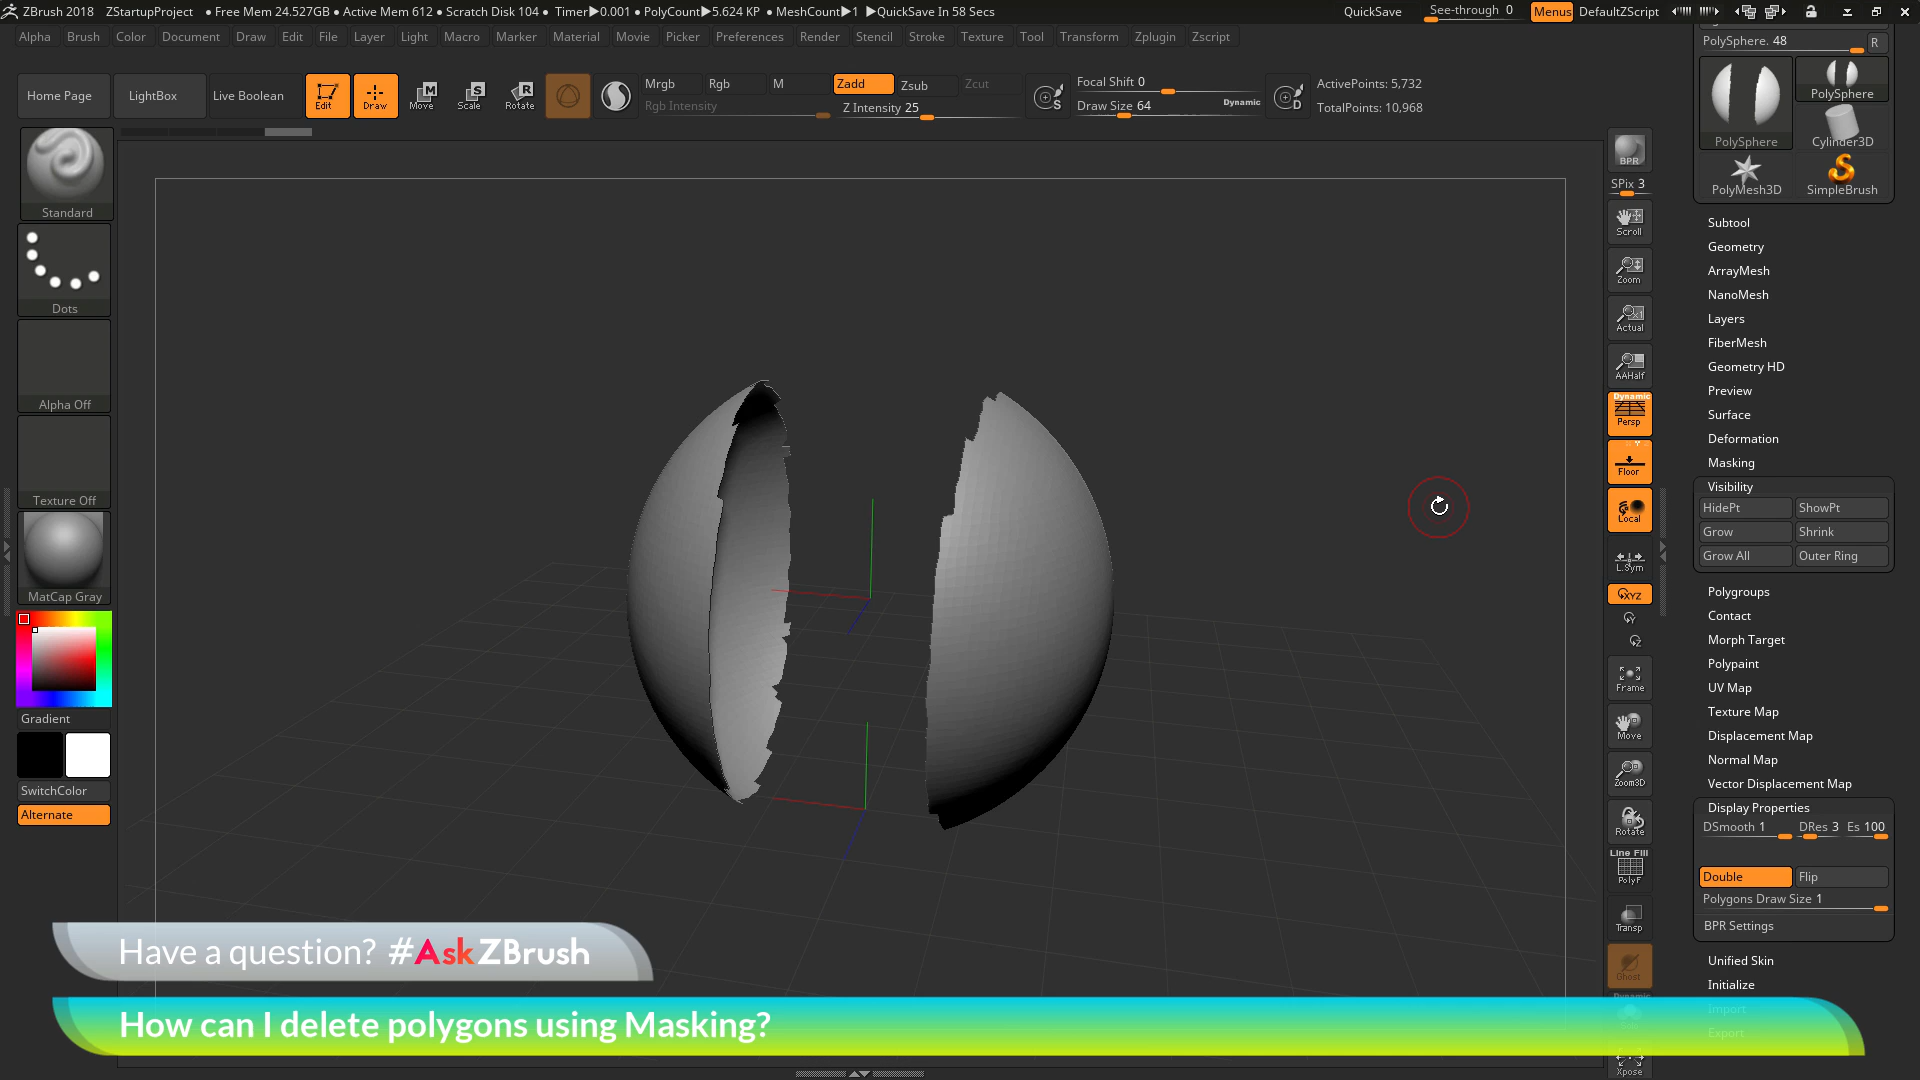 ZBrush 2018 ZStartupProject • Free Mem 24.527GB • Active Mem 612 • Scratch Disk 104 • Timer▶0.001 • PolyCount▶5.624 KP • MeshCount▶1 ▶QuickSave In 58 Secs QuickSave See-through 0 Menus DefaultZScript
Alpha Brush Color Document Draw Edit File Layer Light Macro Marker Material Movie Picker Preferences Render Stencil Stroke Texture Tool Transform Zplugin Zscript
PolySphere. 48 R
Home Page LightBox Live Boolean Edit Draw Move Scale Rotate
M S R
Mrgb Rgb M Zadd Zsub Zcut
Rgb Intensity Z Intensity 25
S
Focal Shift 0
Draw Size 64 Dynamic
D
ActivePoints: 5,732
TotalPoints: 10,968
PolySphere
PolySphere
Cylinder3D
PolyMesh3D
SimpleBrush
Standard
Dots
Alpha Off
Texture Off
MatCap Gray
Gradient
SwitchColor
Alternate
BPR
SPix 3
Scroll
Zoom
Actual
AAHalf
Dynamic
Persp
Floor
Local
L.Sym
XYZ
Y
Z
Frame
Move
Zoom3D
Rotate
Line Fill
PolyF
Transp
Ghost
Dynamic
Xpose
Subtool
Geometry
ArrayMesh
NanoMesh
Layers
FiberMesh
Geometry HD
Preview
Surface
Deformation
Masking
Visibility
HidePt ShowPt
Grow Shrink
Grow All Outer Ring
Polygroups
Contact
Morph Target
Polypaint
UV Map
Texture Map
Displacement Map
Normal Map
Vector Displacement Map
Display Properties
DSmooth 1 DRes 3 Es 100
Double Flip
Polygons Draw Size 1
BPR Settings
Unified Skin
Initialize
Import
Export
Have a question? #AskZBrush
How can I delete polygons using Masking?